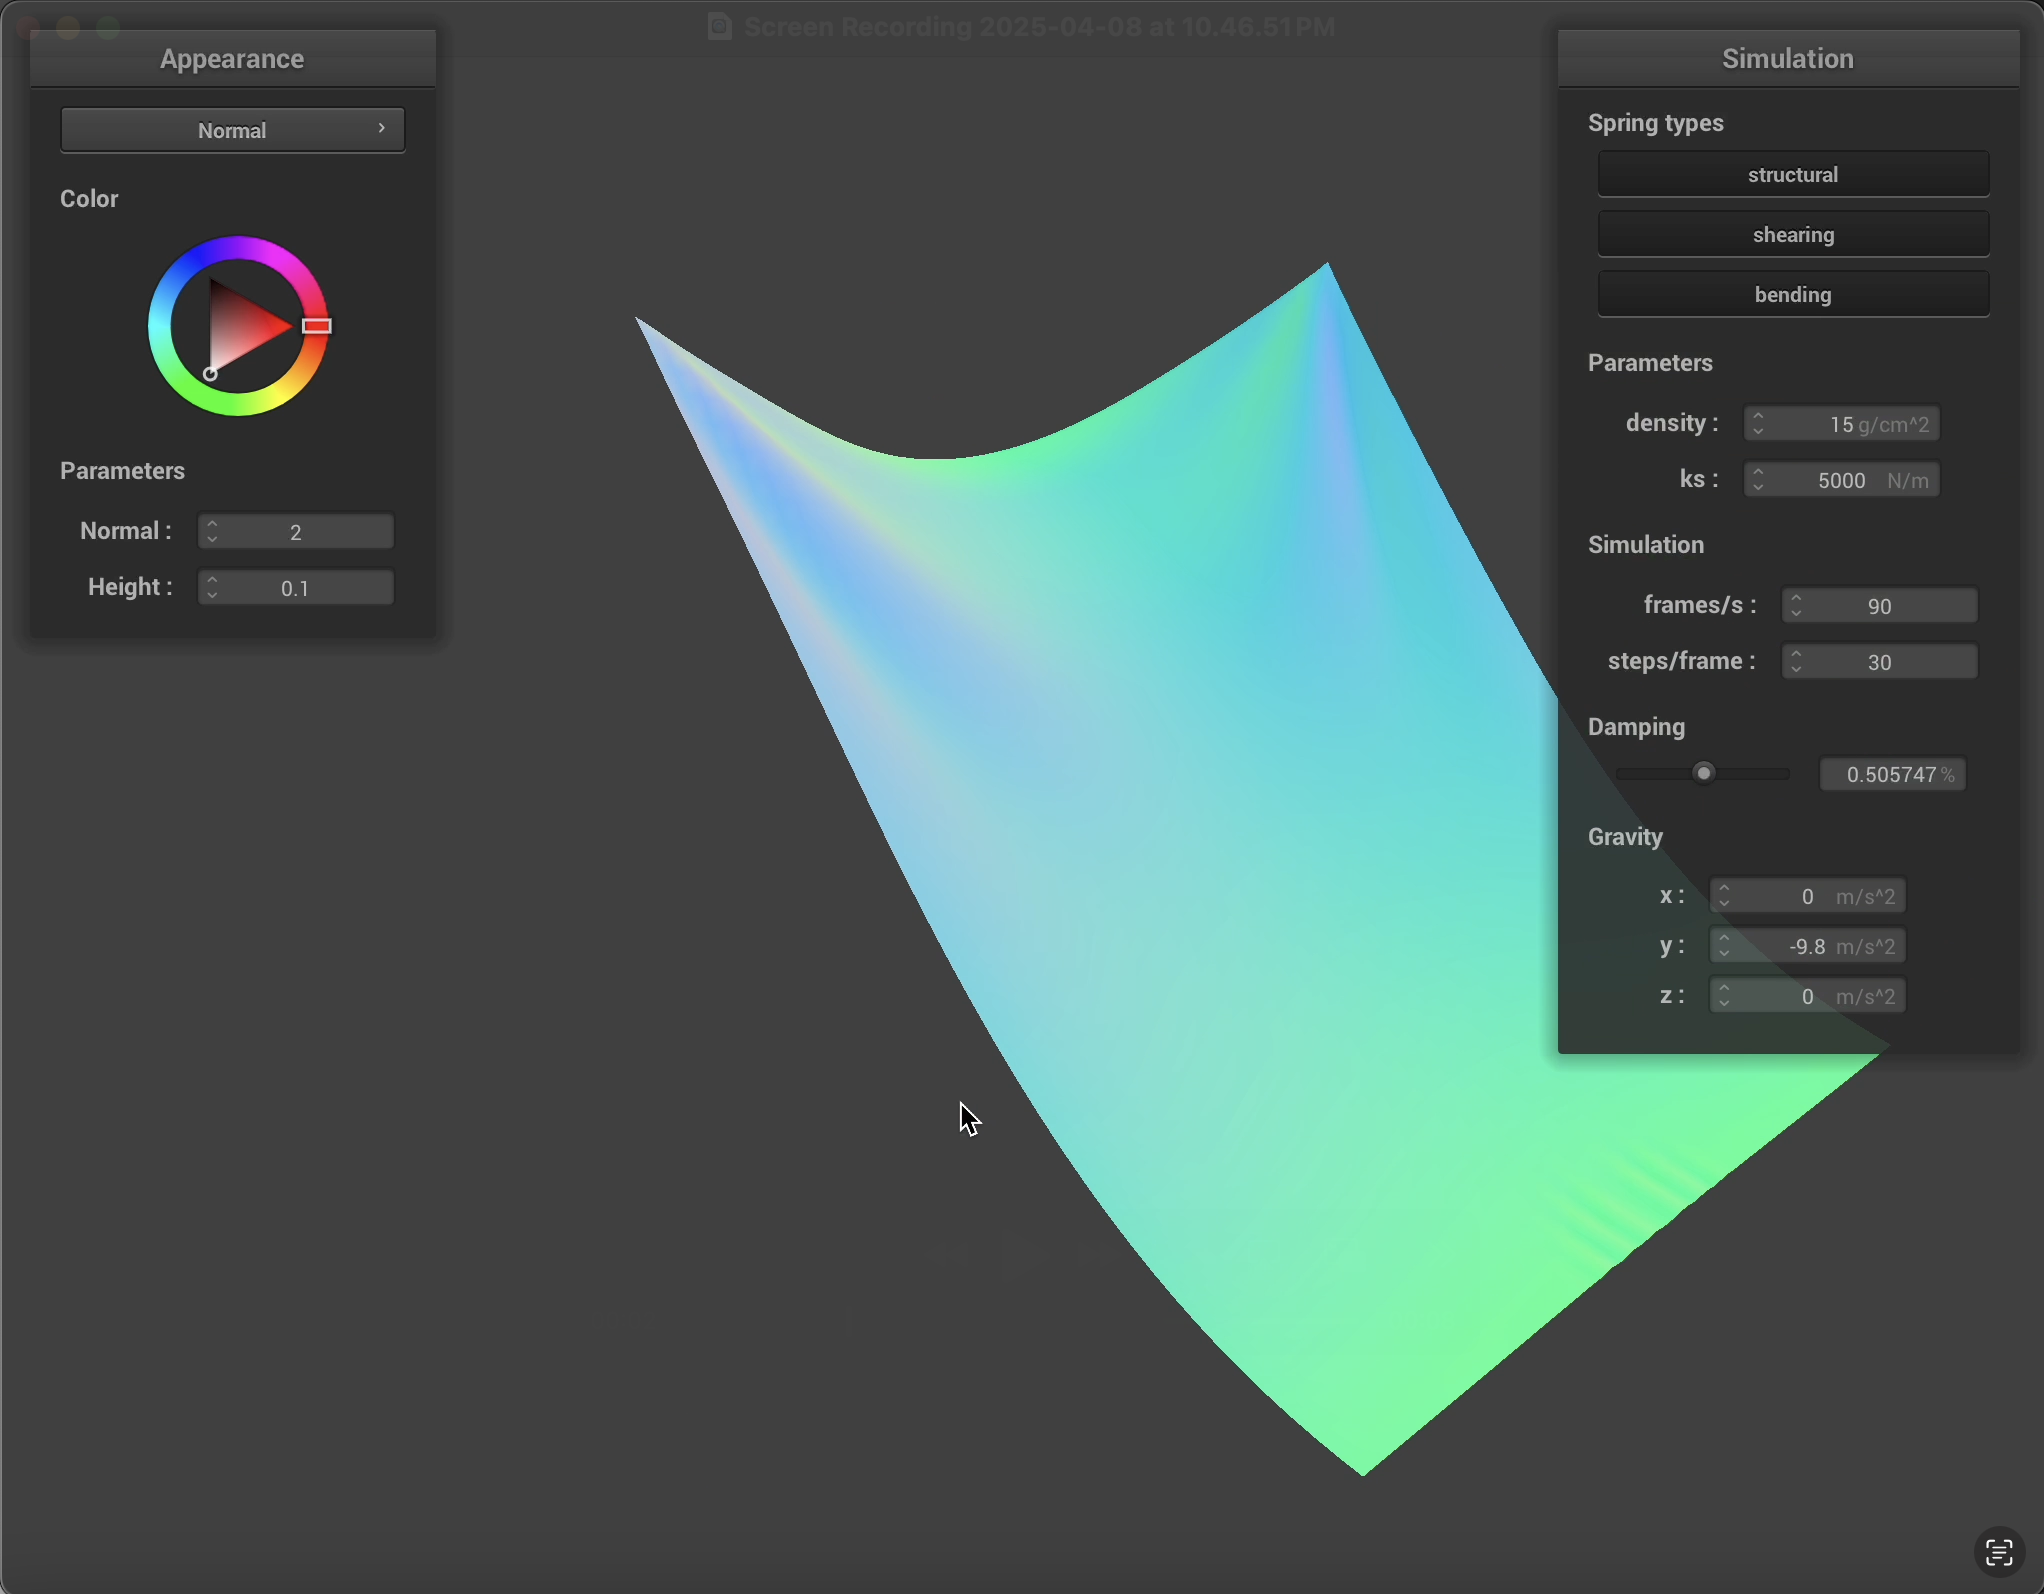 Screen Recording 2025-04-08 at 10.46.51 PM
Appearance
Normal
Color
Parameters
Normal : 2
Height : 0.1
Simulation
Spring types
structural
shearing
bending
Parameters
density : 15 g/cm^2
ks : 5000 N/m
Simulation
frames/s : 90
steps/frame : 30
Damping
0.505747 %
Gravity
x : 0 m/s^2
y : -9.8 m/s^2
z : 0 m/s^2